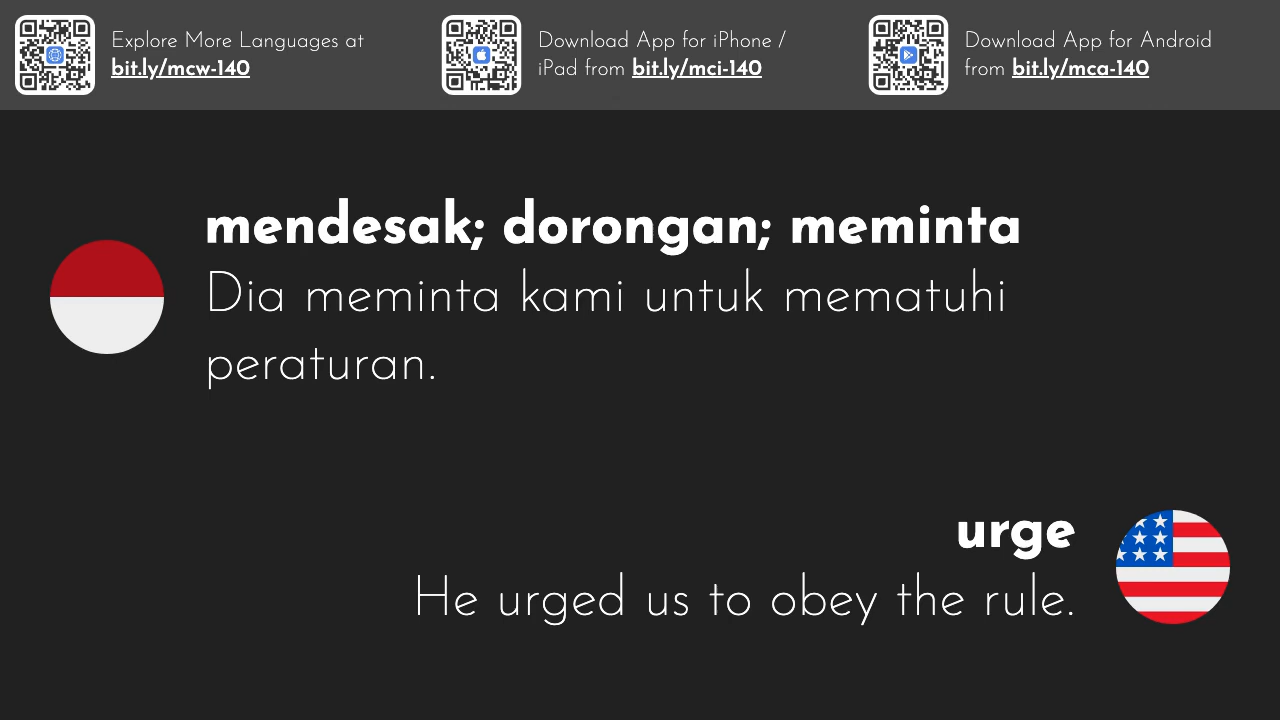 Explore More Languages at
bit.ly/mcw-140
Download App for iPhone /
iPad from bit.ly/mci-140
Download App for Android
from bit.ly/mca-140
mendesak; dorongan; meminta
Dia meminta kami untuk mematuhi
peraturan.
urge
He urged us to obey the rule.